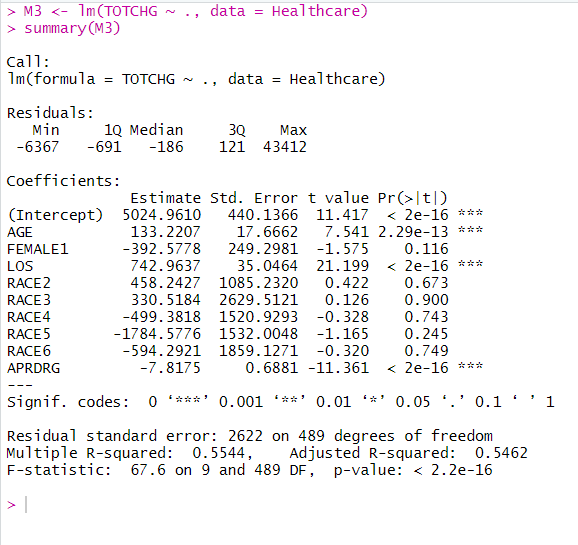 > M3 <- lm(TOTCHG ~ ., data = Healthcare)
> summary(M3)

Call:
lm(formula = TOTCHG ~ ., data = Healthcare)

Residuals:
   Min     1Q Median     3Q    Max
 -6367   -691   -186    121  43412

Coefficients:
              Estimate Std. Error t value Pr(>|t|)
(Intercept)  5024.9610   440.1366  11.417  < 2e-16 ***
AGE           133.2207    17.6662   7.541 2.29e-13 ***
FEMALE1      -392.5778   249.2981  -1.575    0.116
LOS           742.9637    35.0464  21.199  < 2e-16 ***
RACE2         458.2427  1085.2320   0.422    0.673
RACE3         330.5184  2629.5121   0.126    0.900
RACE4        -499.3818  1520.9293  -0.328    0.743
RACE5       -1784.5776  1532.0048  -1.165    0.245
RACE6        -594.2921  1859.1271  -0.320    0.749
APRDRG         -7.8175     0.6881 -11.361  < 2e-16 ***
---
Signif. codes:  0 ‘***’ 0.001 ‘**’ 0.01 ‘*’ 0.05 ‘.’ 0.1 ‘ ’ 1

Residual standard error: 2622 on 489 degrees of freedom
Multiple R-squared:  0.5544,    Adjusted R-squared:  0.5462
F-statistic:  67.6 on 9 and 489 DF,  p-value: < 2.2e-16

>